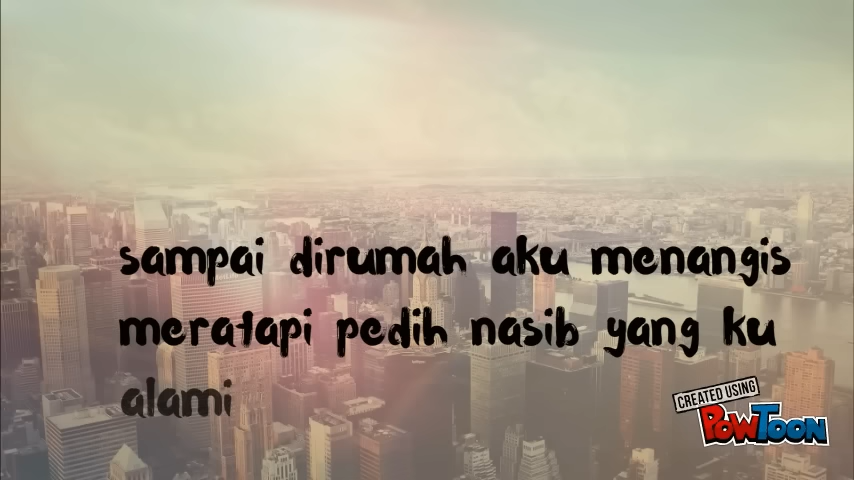 sampai dirumah aku menangis
meratapi pedih nasib yang ku
alami
CREATED USING
POWTOON